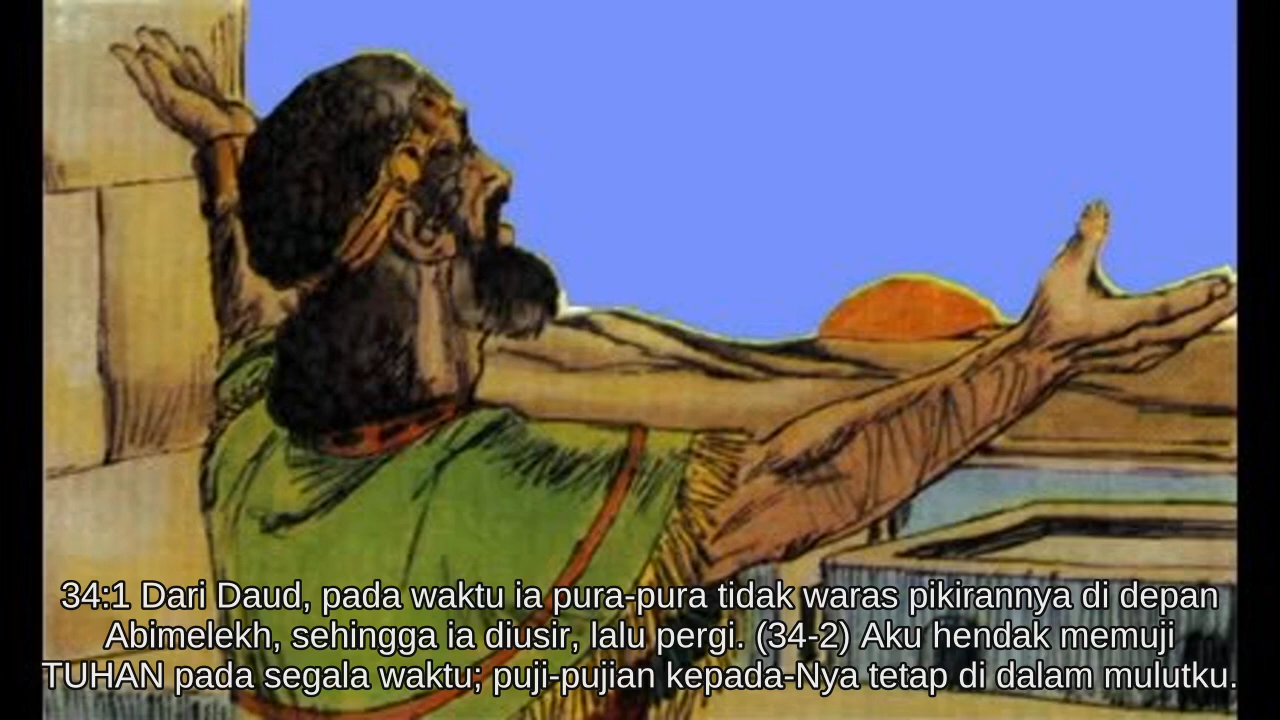 34:1 Dari Daud, pada waktu ia pura-pura tidak waras pikirannya di depan
Abimelekh, sehingga ia diusir, lalu pergi. (34-2) Aku hendak memuji
TUHAN pada segala waktu; puji-pujian kepada-Nya tetap di dalam mulutku.